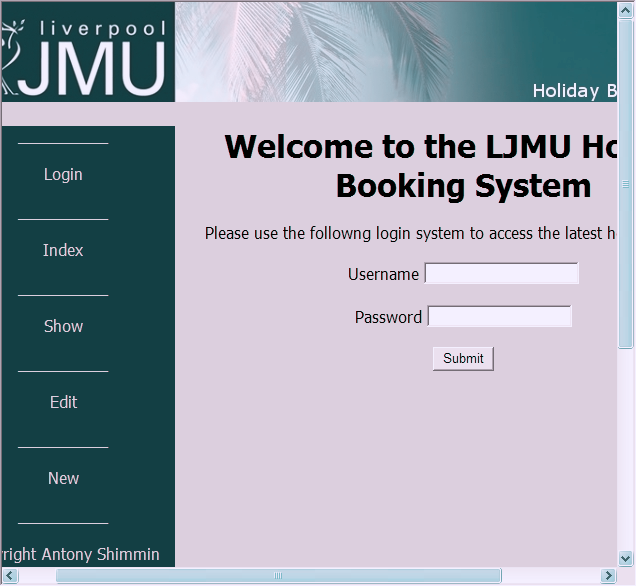 liverpool
JMU
Holiday B
Login
Index
Show
Edit
New
right Antony Shimmin
Welcome to the LJMU Ho
Booking System
Please use the followng login system to access the latest h
Username
Password
Submit